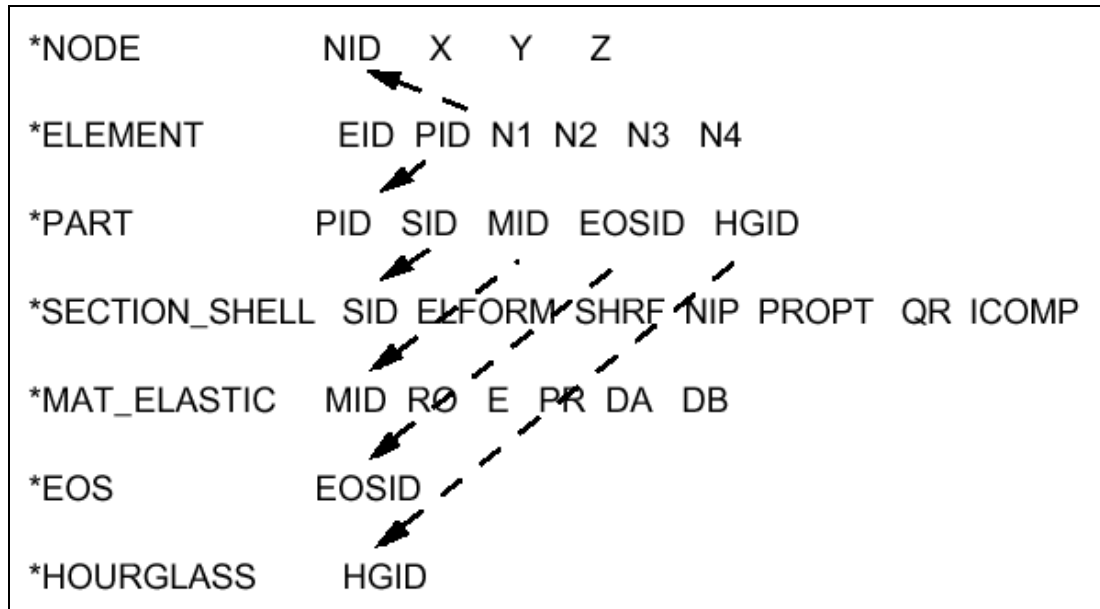 *NODE NID X Y Z
*ELEMENT EID PID N1 N2 N3 N4
*PART PID SID MID EOSID HGID
*SECTION_SHELL SID ELFORM SHRF NIP PROPT QR ICOMP
*MAT_ELASTIC MID RO E PR DA DB
*EOS EOSID
*HOURGLASS HGID